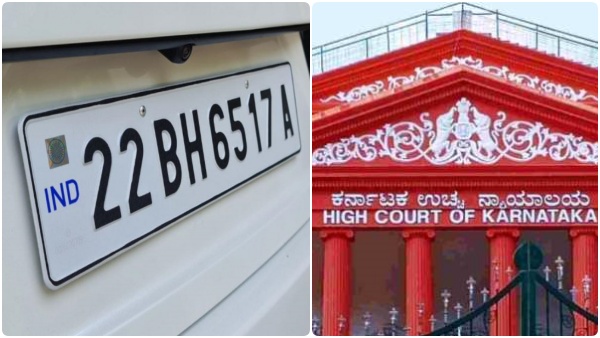 IND 22 BH 6517 A
ಕರ್ನಾಟಕ ಉಚ್ಚ ನ್ಯಾಯಾಲಯ
HIGH COURT OF KARNATAKA